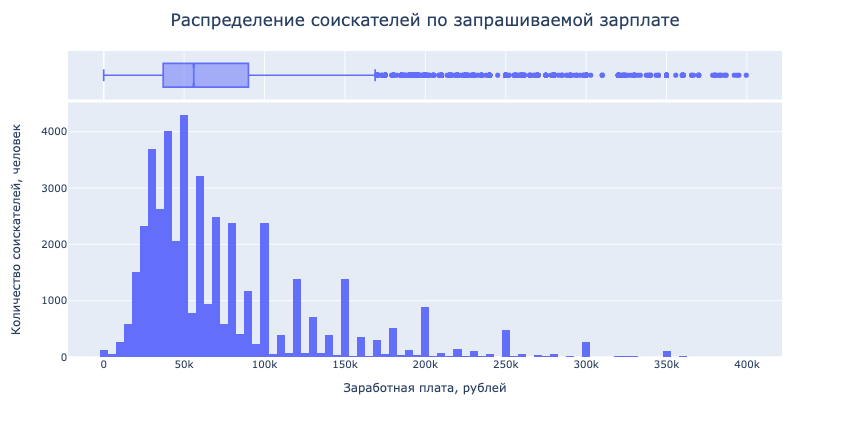 Распределение соискателей по запрашиваемой зарплате
Количество соискателей, человек
4000
3000
2000
1000
0
0 50k 100k 150k 200k 250k 300k 350k 400k
Заработная плата, рублей